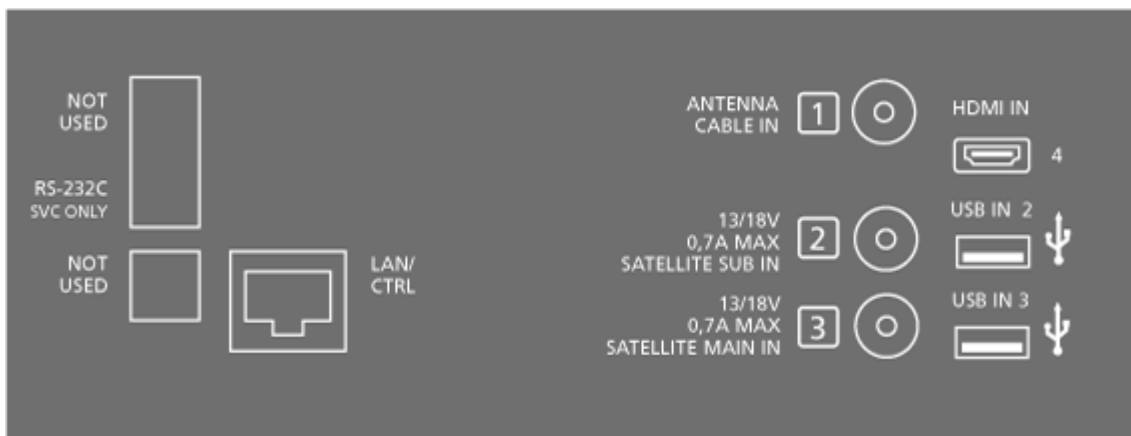 NOT
USED
RS-232C
SVC ONLY
NOT
USED
LAN/
CTRL
ANTENNA
CABLE IN
1
13/18V
0,7A MAX
SATELLITE SUB IN
2
13/18V
0,7A MAX
SATELLITE MAIN IN
3
HDMI IN
4
USB IN 2
USB IN 3